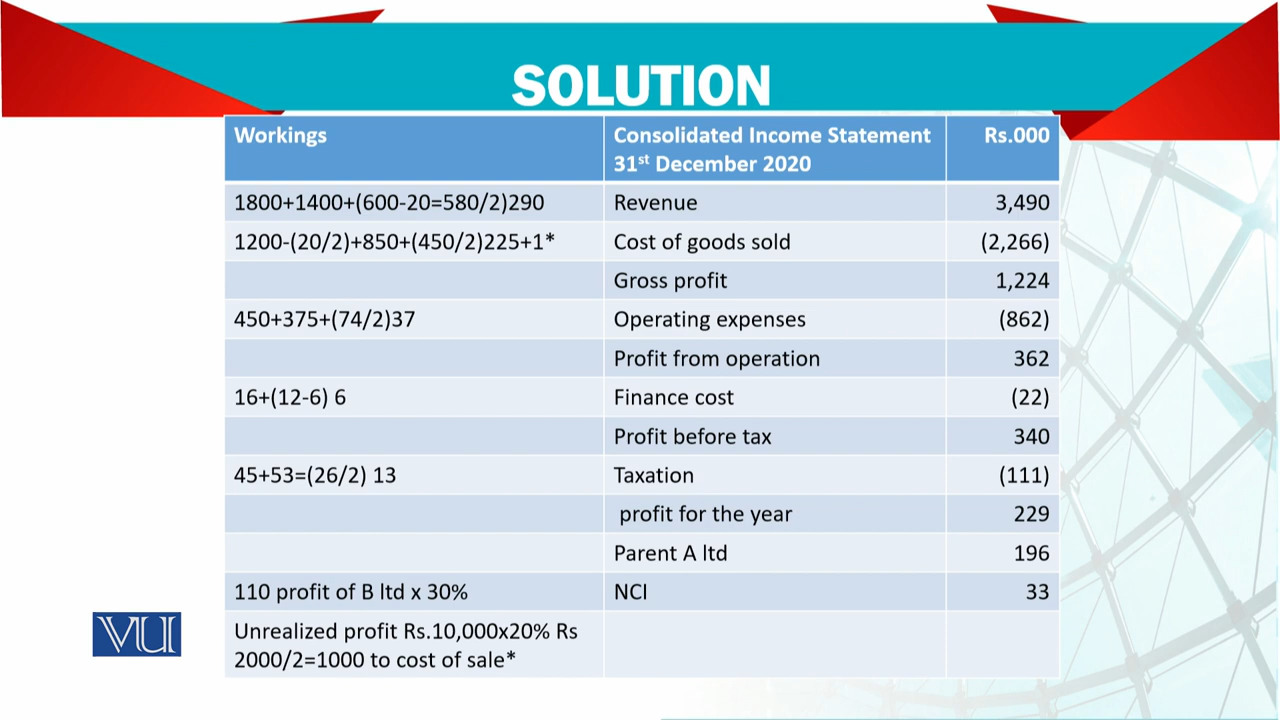 SOLUTION
Workings
Consolidated Income Statement
31st December 2020
Rs.000
1800+1400+(600-20=580/2)290
Revenue
3,490
1200-(20/2)+850+(450/2)225+1*
Cost of goods sold
(2,266)
Gross profit
1,224
450+375+(74/2)37
Operating expenses
(862)
Profit from operation
362
16+(12-6) 6
Finance cost
(22)
Profit before tax
340
45+53=(26/2) 13
Taxation
(111)
profit for the year
229
Parent A ltd
196
110 profit of B ltd x 30%
NCI
33
Unrealized profit Rs.10,000x20% Rs
2000/2=1000 to cost of sale*
VU